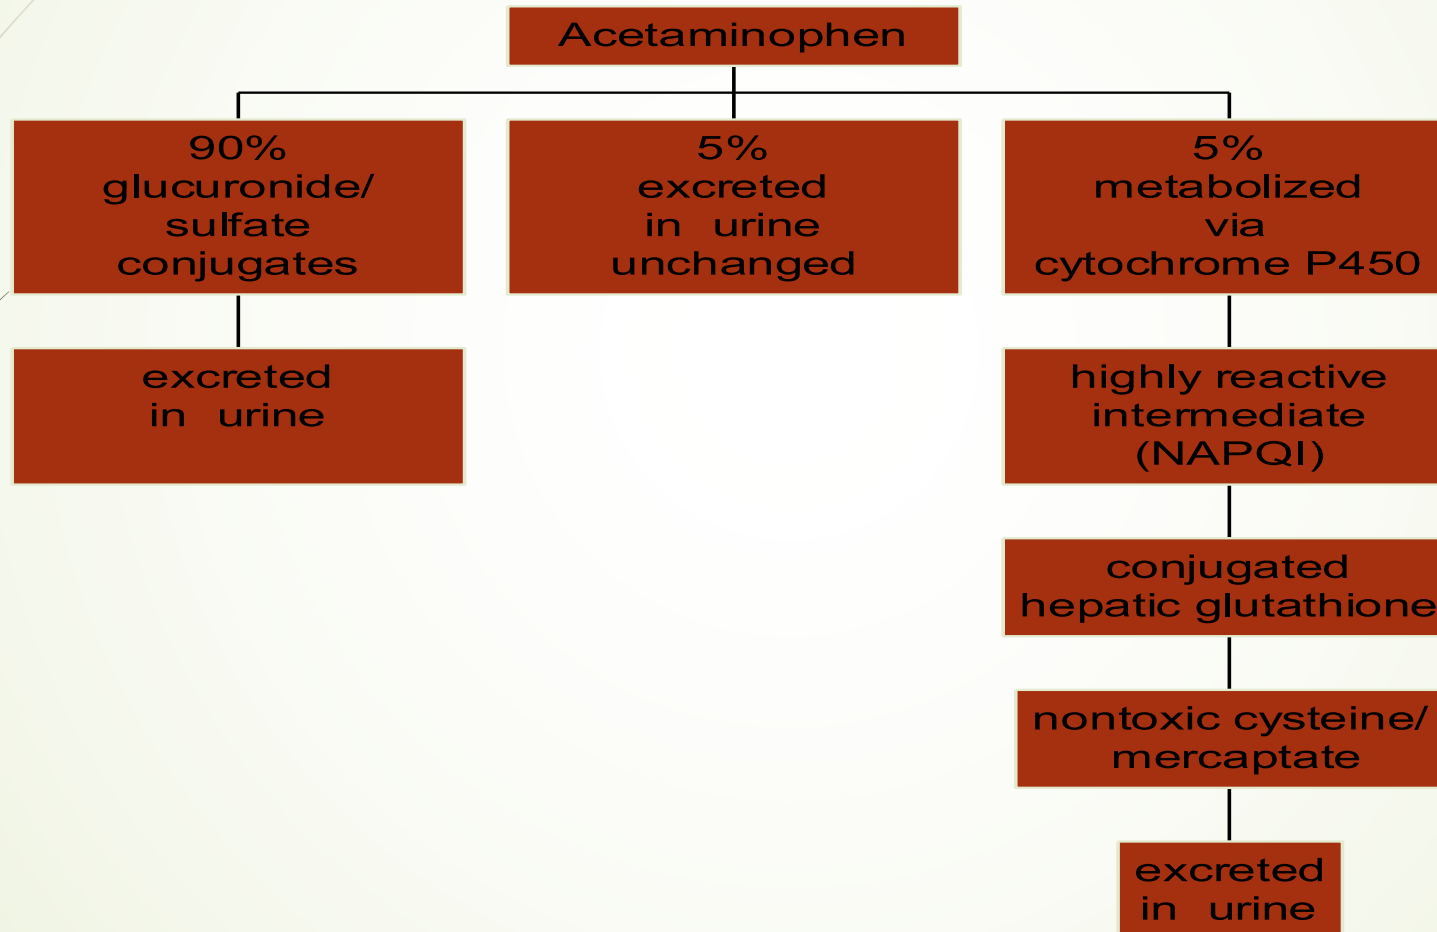 Acetaminophen
90%
glucuronide/
sulfate
conjugates
5%
excreted
in urine
unchanged
5%
metabolized
via
cytochrome P450
excreted
in urine
highly reactive
intermediate
(NAPQI)
conjugated
hepatic glutathione
nontoxic cysteine/
mercaptate
excreted
in urine